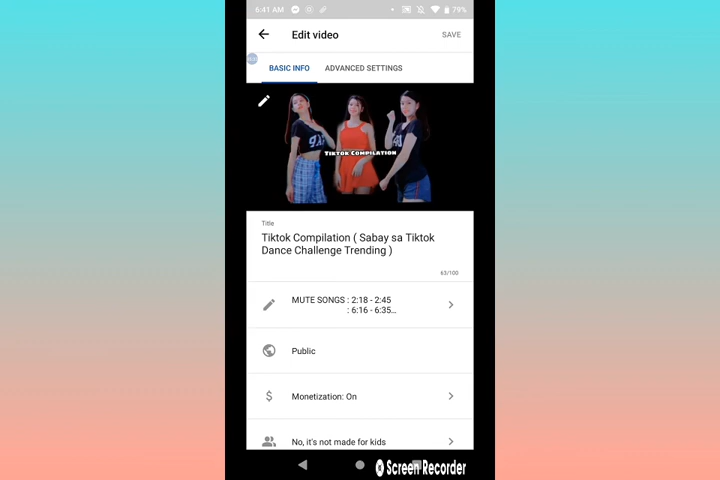 6:41 AM
79%
Edit video
SAVE
BASIC INFO
ADVANCED SETTINGS
TIKTOK COMPILATION
Title
Tiktok Compilation ( Sabay sa Tiktok
Dance Challenge Trending )
63/100
MUTE SONGS : 2:18 - 2:45
: 6:16 - 6:35...
Public
$ Monetization: On
No, it's not made for kids
Screen Recorder